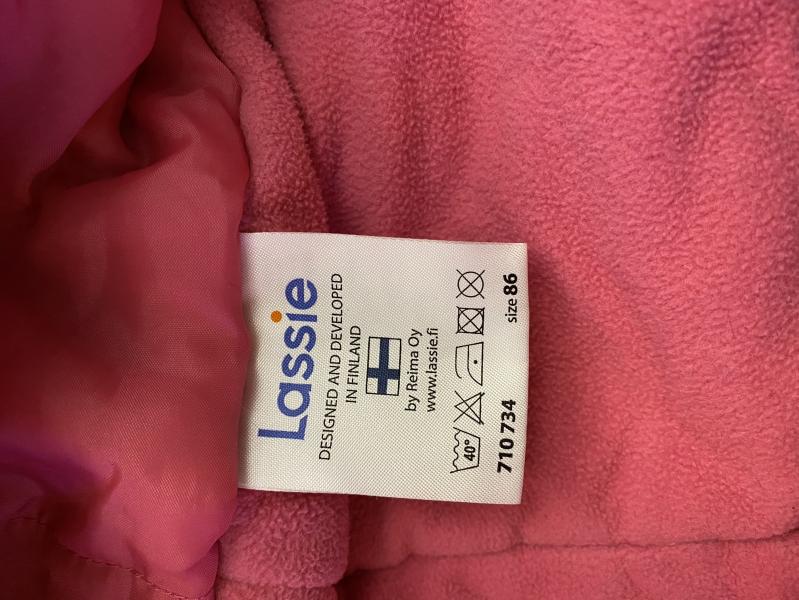 Lassie
DESIGNED AND DEVELOPED
IN FINLAND
by Reima Oy
www.lassie.fi
40°
710 734 size 86